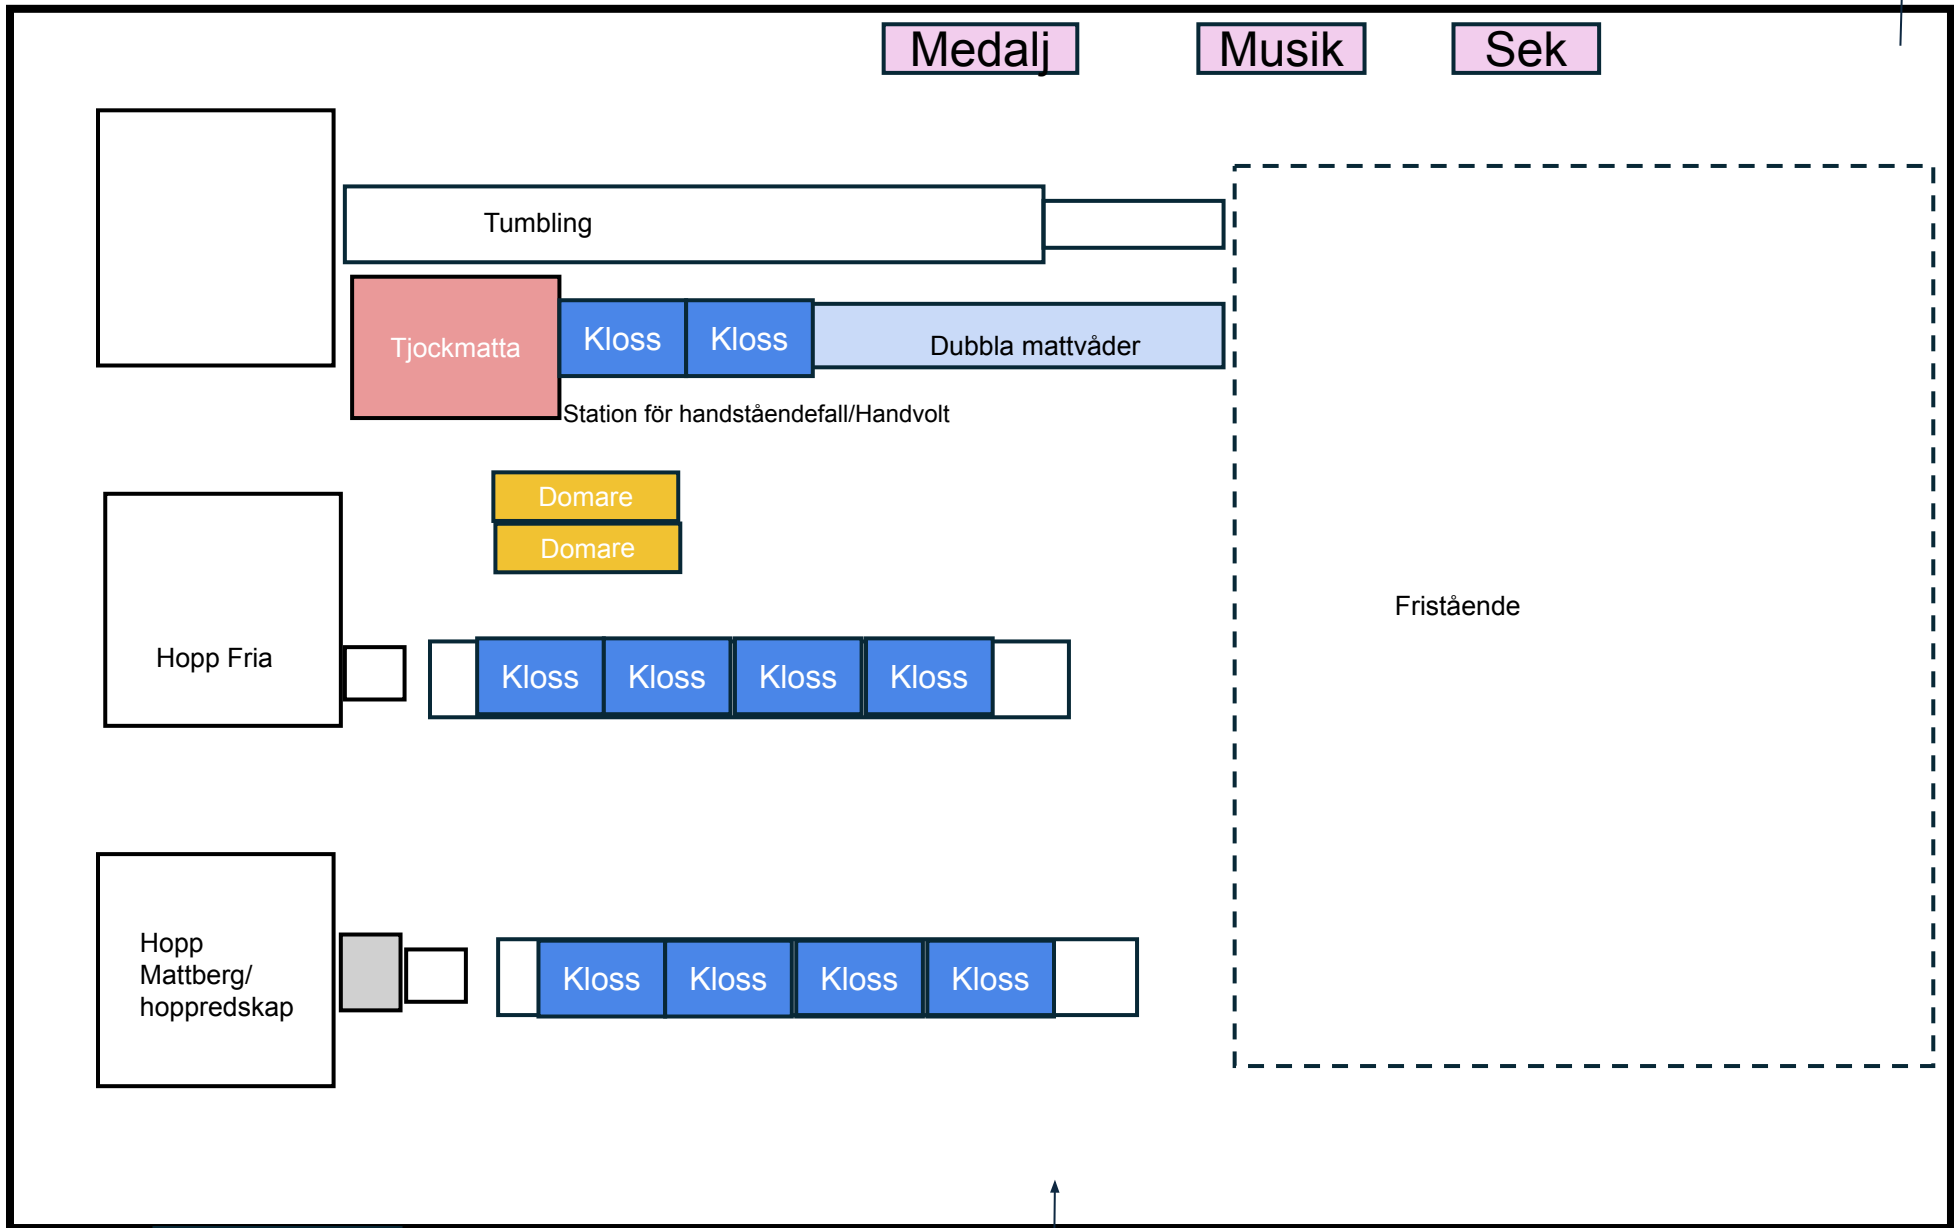 Medalj
Musik
Sek
Tumbling
Tjockmatta
Kloss
Kloss
Dubbla mattvåder
Station för handståendefall/Handvolt
Domare
Domare
Fristående
Hopp Fria
Kloss
Kloss
Kloss
Kloss
Hopp
Mattberg/
hoppredskap
Kloss
Kloss
Kloss
Kloss